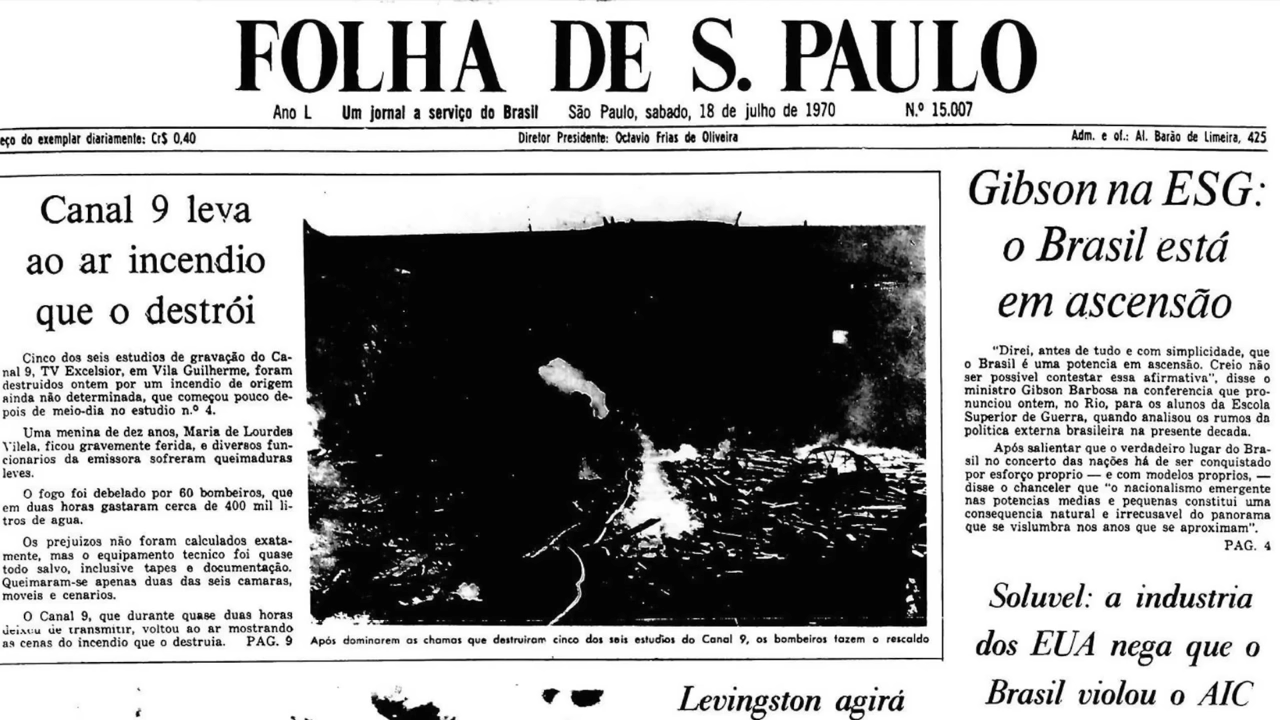 FOLHA DE S. PAULO
Ano L Um jornal a serviço do Brasil São Paulo, sabado, 18 de julho de 1970 N.º 15.007
eço do exemplar diariamente: Cr$ 0,40 Diretor Presidente: Octavio Frias de Oliveira Adm. e of.: Al. Barão de Limeira, 425
Canal 9 leva
ao ar incendio
que o destrói
Cinco dos seis estudios de gravação do Ca-
nal 9, TV Excelsior, em Vila Guilherme, foram
destruidos ontem por um incendio de origem
ainda não determinada, que começou pouco de-
pois de meio-dia no estudio n.º 4.
Uma menina de dez anos, Maria de Lourdes
Vilela, ficou gravemente ferida, e diversos fun-
cionarios da emissora sofreram queimaduras
leves.
O fogo foi debelado por 60 bombeiros, que
em duas horas gastaram cerca de 400 mil li-
tros de agua.
Os prejuizos não foram calculados exata-
mente, mas o equipamento tecnico foi quase
todo salvo, inclusive tapes e documentação.
Queimaram-se apenas duas das seis camaras,
moveis e cenarios.
O Canal 9, que durante quase duas horas
deixou de transmitir, voltou ao ar mostrando
as cenas do incendio que o destruia. PAG. 9
Após dominarem as chamas que destruiram cinco dos seis estudios do Canal 9, os bombeiros fazem o rescaldo
Gibson na ESG:
o Brasil está
em ascensão
"Direi, antes de tudo e com simplicidade, que
o Brasil é uma potencia em ascensão. Creio não
ser possivel contestar essa afirmativa", disse o
ministro Gibson Barbosa na conferencia que pro-
nunciou ontem, no Rio, para os alunos da Escola
Superior de Guerra, quando analisou os rumos da
politica externa brasileira na presente decada.
Após salientar que o verdadeiro lugar do Bra-
sil no concerto das nações há de ser conquistado
por esforço proprio — e com modelos proprios, —
disse o chanceler que "o nacionalismo emergente
nas potencias medias e pequenas constitui uma
consequencia natural e irrecusavel do panorama
que se vislumbra nos anos que se aproximam".
PAG. 4
Soluvel: a industria
dos EUA nega que o
Brasil violou o AIC
Levingston agirá